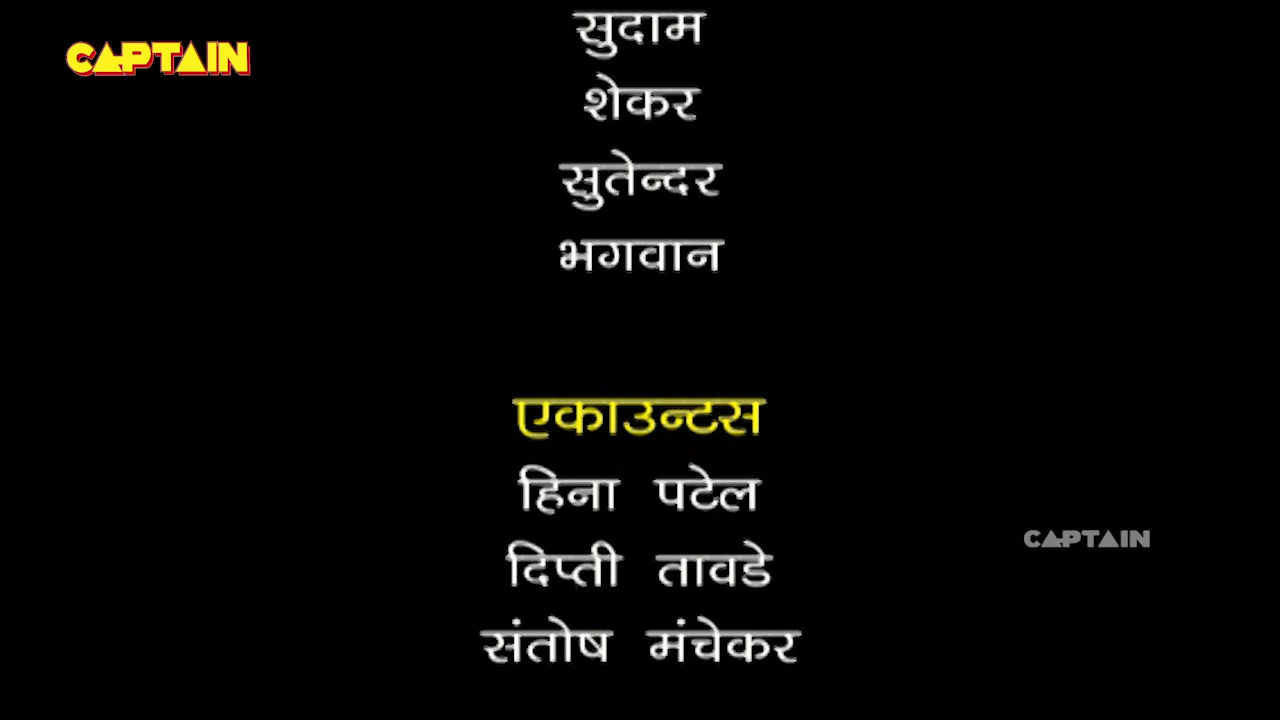 CAPTAIN
सुदाम
शेकर
सुतेन्दर
भगवान
एकाउन्टस
हिना पटेल
दिप्ती तावडे
CAPTAIN
संतोष मंचेकर